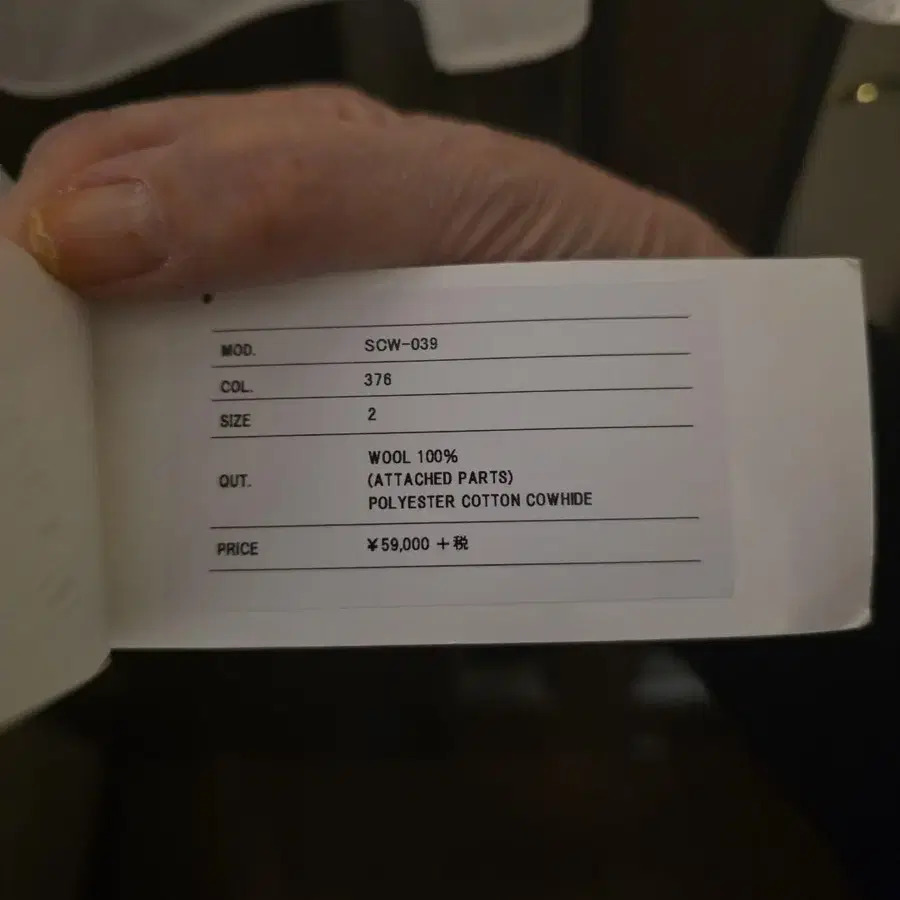 MOD. SCW-039
COL. 376
SIZE 2
WOOL 100%
OUT. (ATTACHED PARTS)
POLYESTER COTTON COWHIDE
PRICE ¥59,000 +税